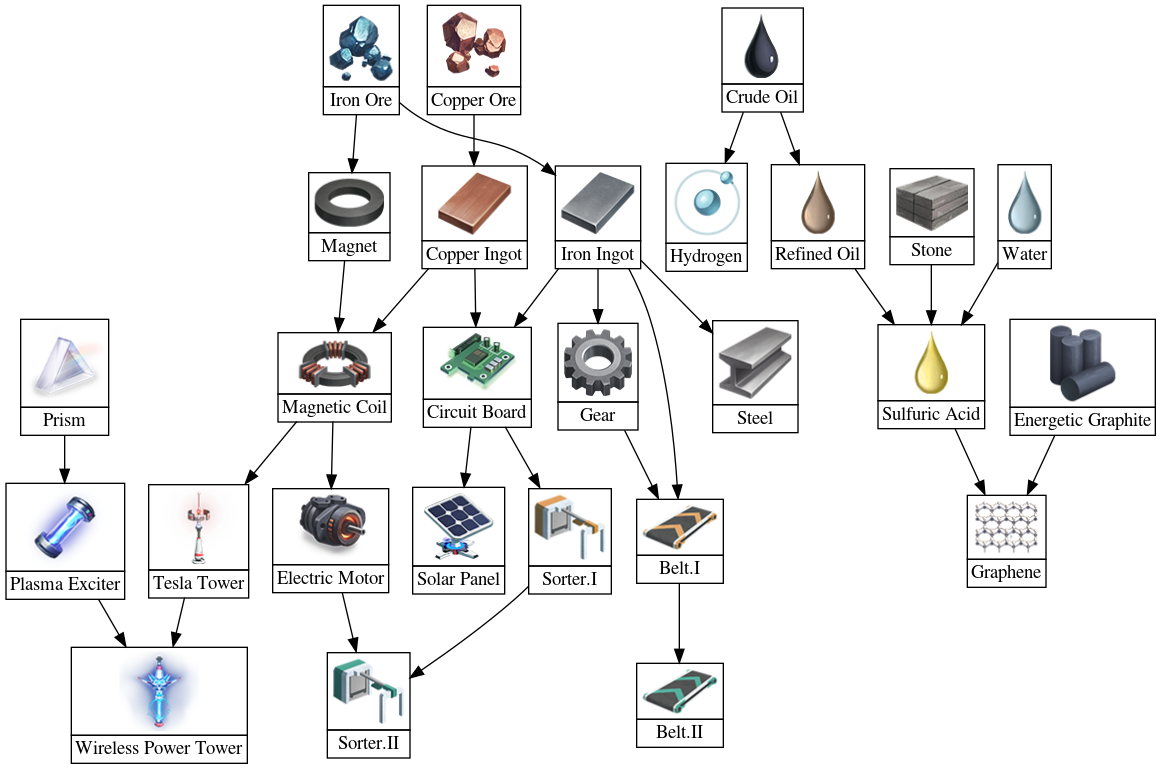 Iron Ore
Copper Ore
Crude Oil
Magnet
Copper Ingot
Iron Ingot
Hydrogen
Refined Oil
Stone
Water
Prism
Magnetic Coil
Circuit Board
Gear
Steel
Sulfuric Acid
Energetic Graphite
Plasma Exciter
Tesla Tower
Electric Motor
Solar Panel
Sorter.I
Belt.I
Graphene
Wireless Power Tower
Sorter.II
Belt.II